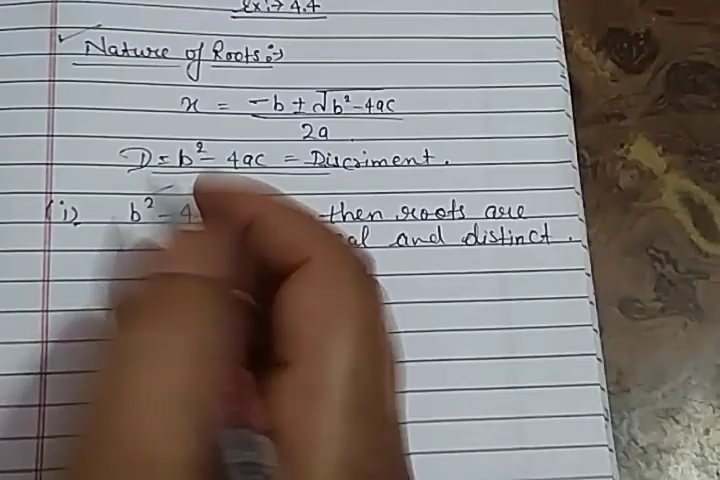 Ex:→ 4.4
Nature of Roots:→
x = -b ± √b²-4ac
2a
D = b² - 4ac = Discriment.
(i) b² - 4 then roots are
and distinct.